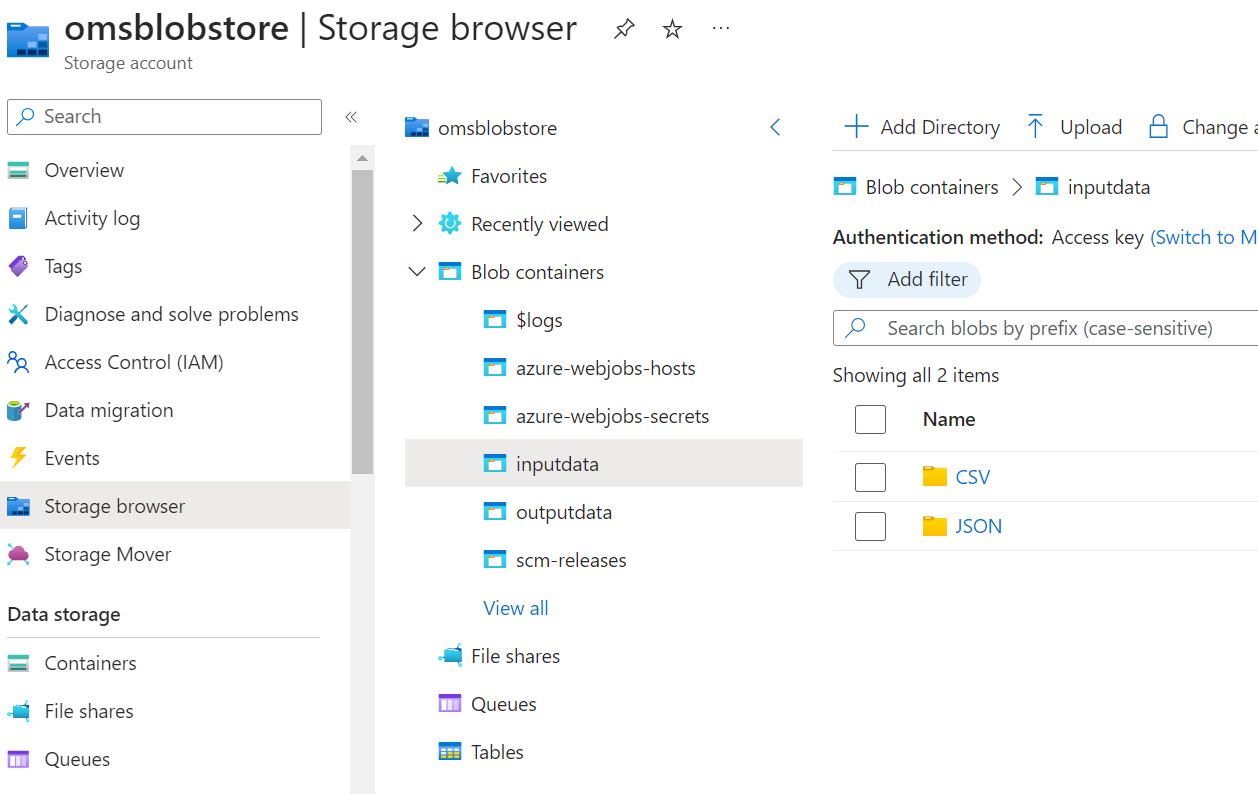 omsblobstore | Storage browser
Storage account
Search
Overview
Activity log
Tags
Diagnose and solve problems
Access Control (IAM)
Data migration
Events
Storage browser
Storage Mover
Data storage
Containers
File shares
Queues
omsblobstore
Favorites
Recently viewed
Blob containers
$logs
azure-webjobs-hosts
azure-webjobs-secrets
inputdata
outputdata
scm-releases
View all
File shares
Queues
Tables
Add Directory Upload Change a
Blob containers > inputdata
Authentication method: Access key (Switch to M
Add filter
Search blobs by prefix (case-sensitive)
Showing all 2 items
Name
CSV
JSON